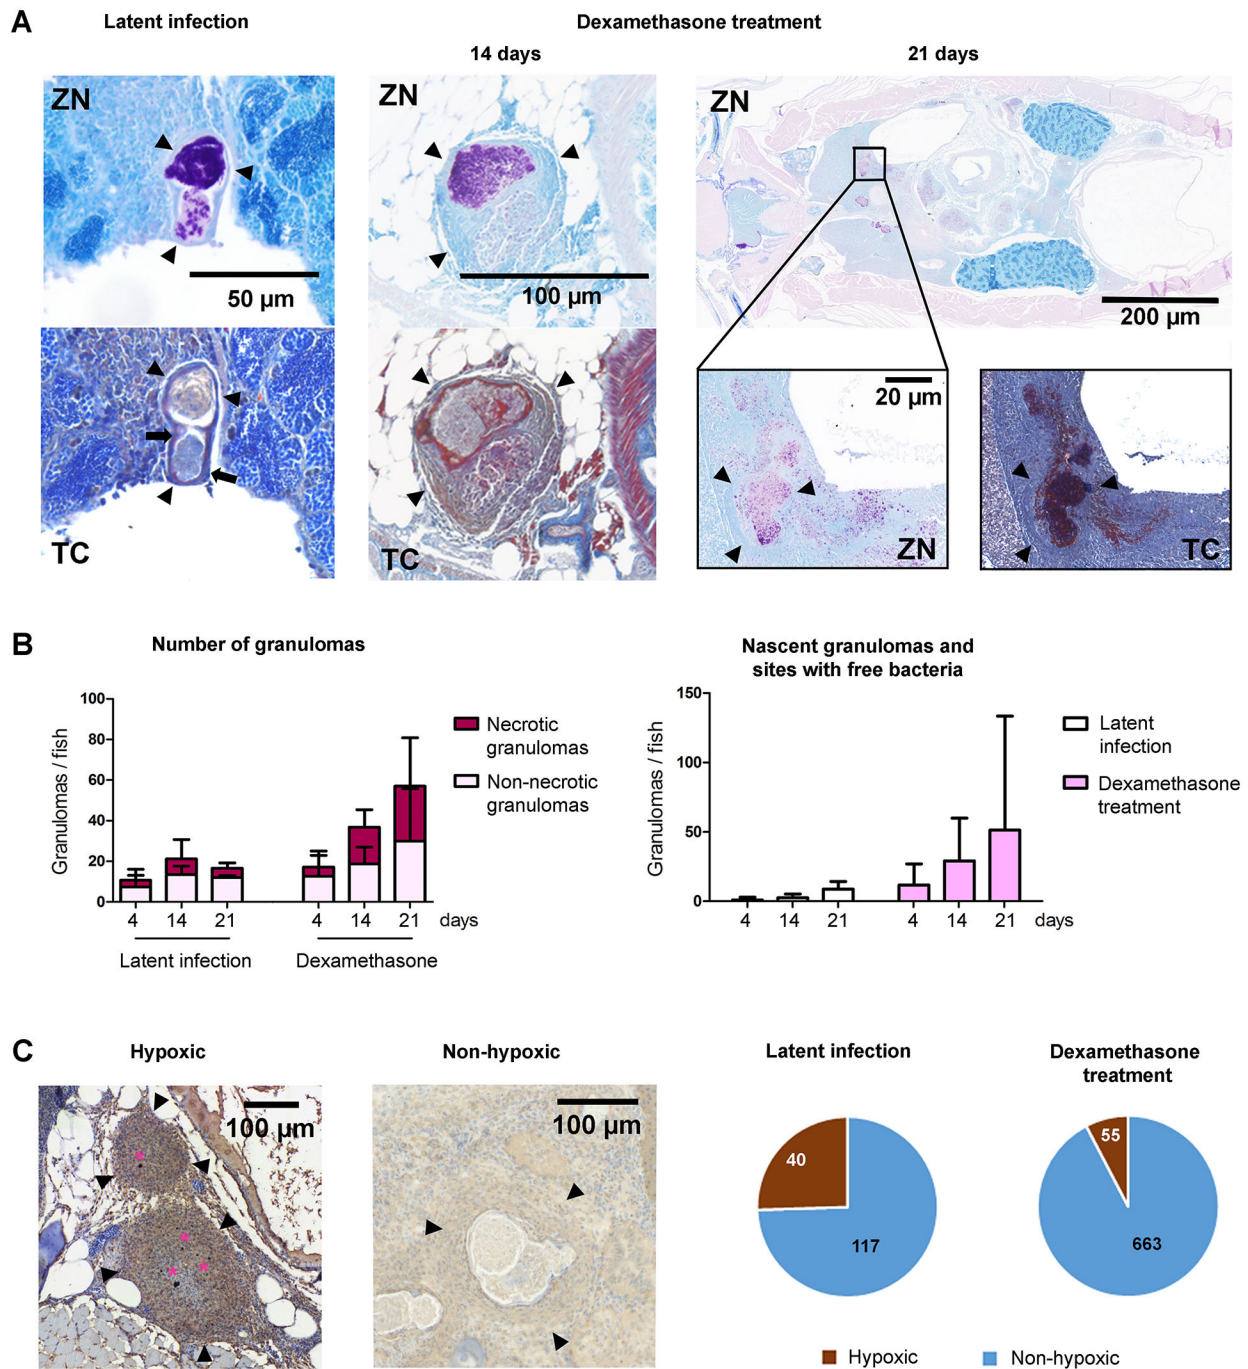 A
Latent infection
Dexamethasone treatment
14 days
21 days
ZN
50 µm
TC
ZN
100 µm
TC
ZN
200 µm
20 µm
ZN
TC
B
Number of granulomas
Granulomas / fish
100
80
60
40
20
0
4 14 21 4 14 21 days
Latent infection
Dexamethasone
Necrotic
granulomas
Non-necrotic
granulomas
Nascent granulomas and
sites with free bacteria
Granulomas / fish
150
100
50
0
4 14 21 4 14 21 days
Latent
infection
Dexamethasone
treatment
C
Hypoxic
100 µm
* * * *
Non-hypoxic
100 µm
Latent infection
40
117
Dexamethasone
treatment
55
663
Hypoxic
Non-hypoxic